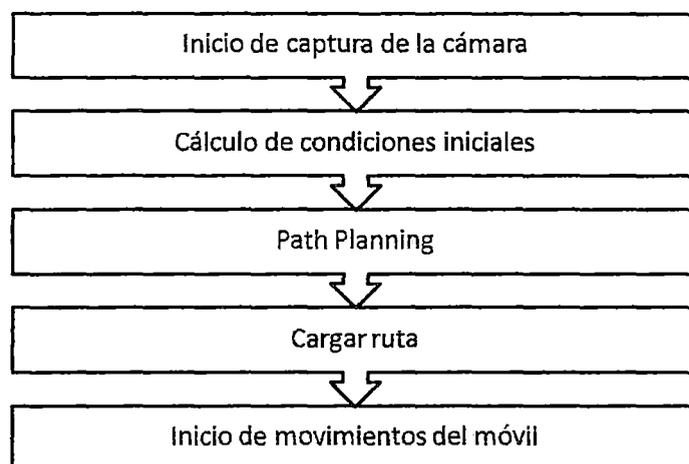 Inicio de captura de la cámara
Cálculo de condiciones iniciales
Path Planning
Cargar ruta
Inicio de movimientos del móvil